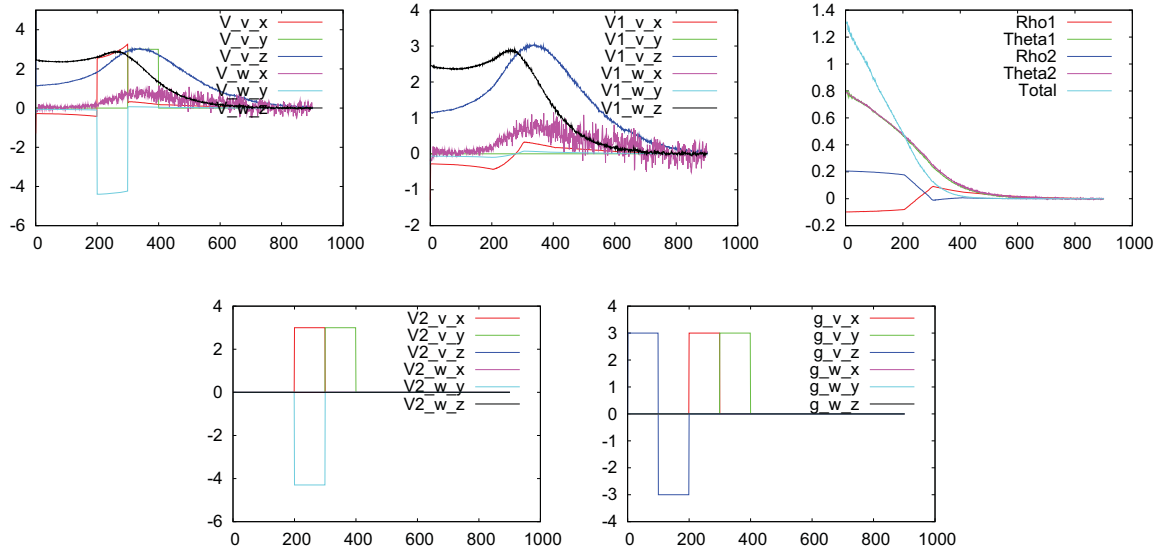 4
2
0
-2
-4
-6
0 200 400 600 800 1000
V_v_x
V_v_y
V_v_z
V_w_x
V_w_y
V_w_z
4
3
2
1
0
-1
2
0 200 400 600 800 1000
V1_v_x
V1_v_y
V1_v_z
V1_w_x
V1_w_y
V1_w_z
1.4
1.2
1
0.8
0.6
0.4
0.2
0
-0.2
0 200 400 600 800 1000
Rho1
Theta1
Rho2
Theta2
Total
4
2
0
-2
-4
-6
0 200 400 600 800 1000
V2_v_x
V2_v_y
V2_v_z
V2_w_x
V2_w_y
V2_w_z
4
3
2
1
0
-1
-2
-3
-4
0 200 400 600 800 1000
g_v_x
g_v_y
g_v_z
g_w_x
g_w_y
g_w_z